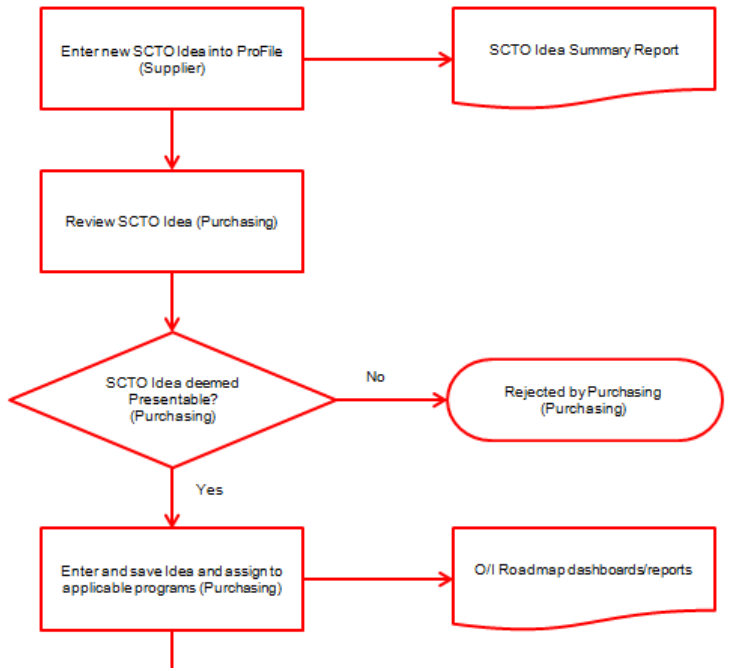 Enter new SCTO Idea into ProFile
(Supplier)
SCTO Idea Summary Report
Review SCTO Idea (Purchasing)
SCTO Idea deemed
Presentable?
(Purchasing)
No
Rejected by Purchasing
(Purchasing)
Yes
Enter and save Idea and assign to
applicable programs (Purchasing)
O/I Roadmap dashboards/reports